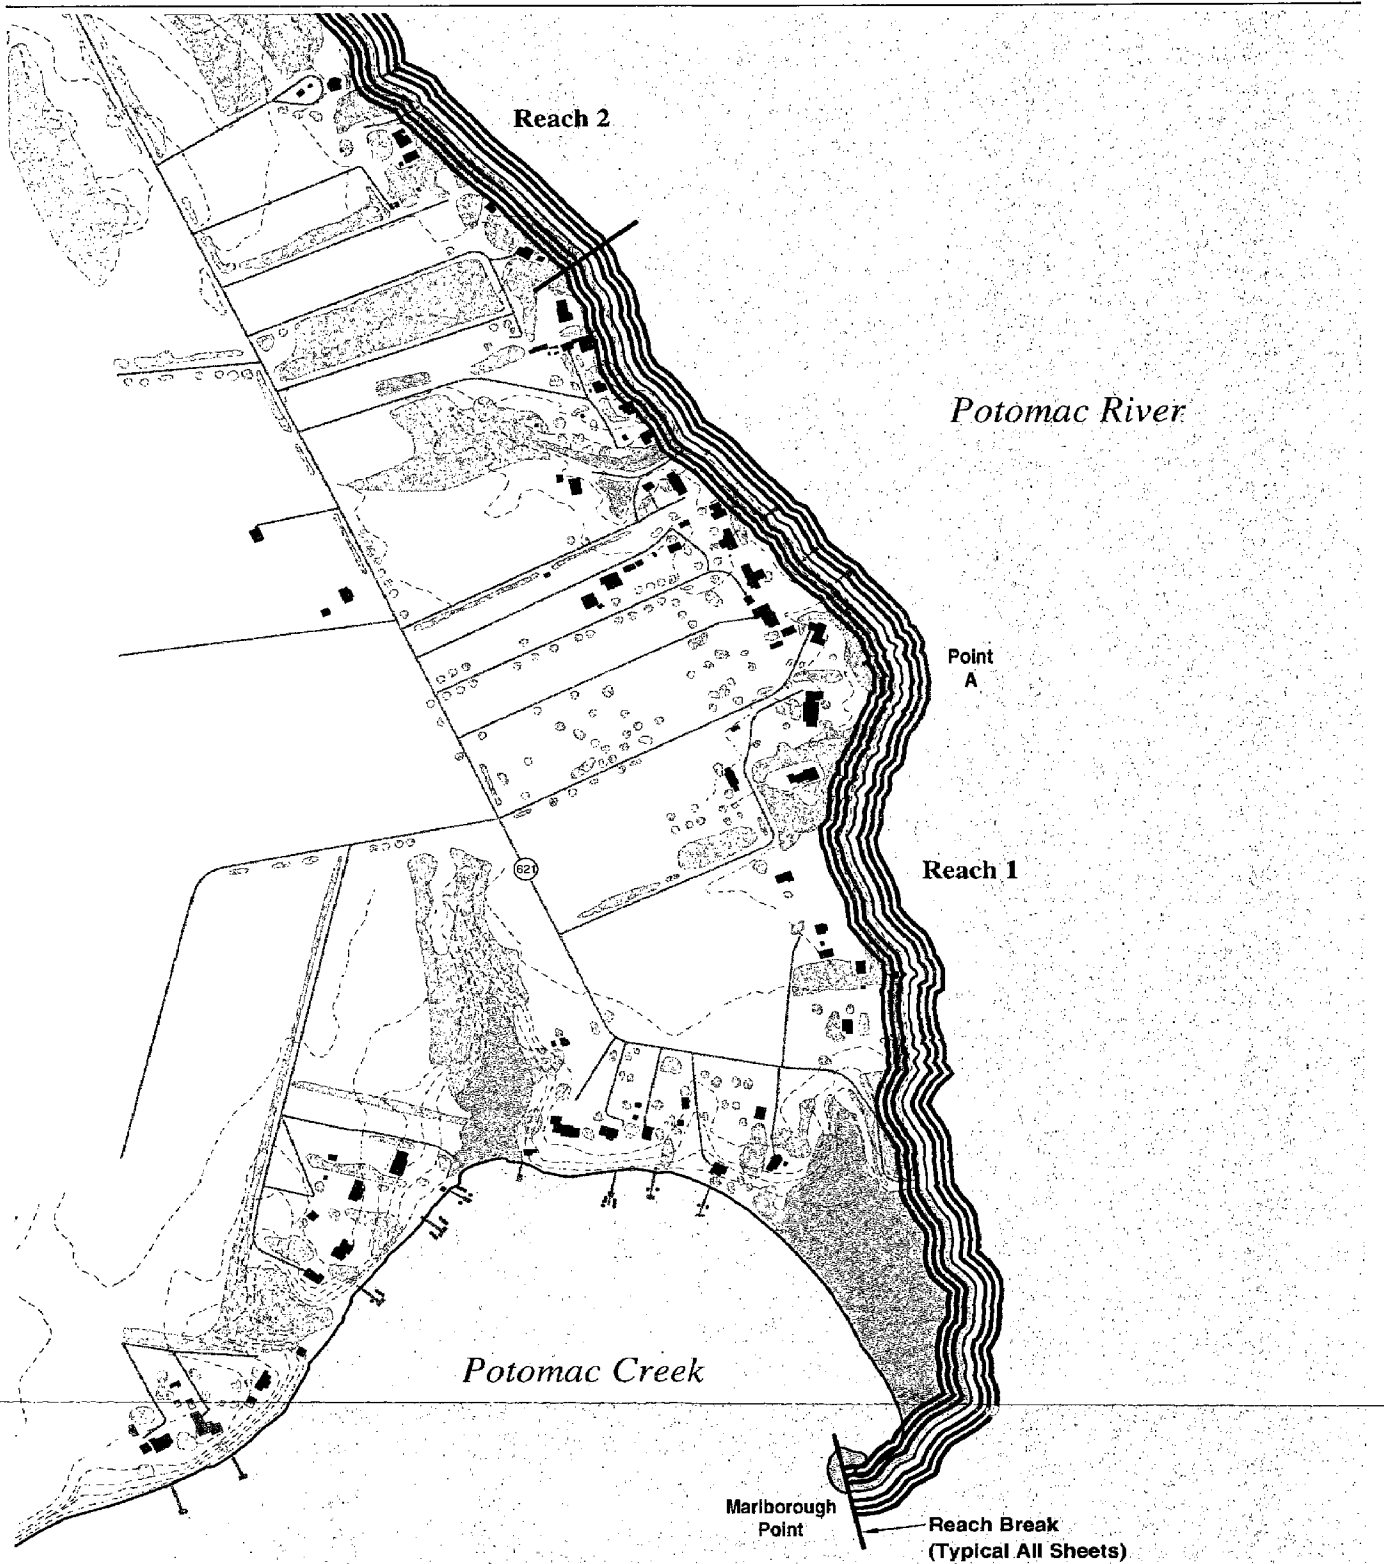 Reach 2
Potomac River
Point
A
621
Reach 1
Potomac Creek
Marlborough
Point
Reach Break
(Typical All Sheets)